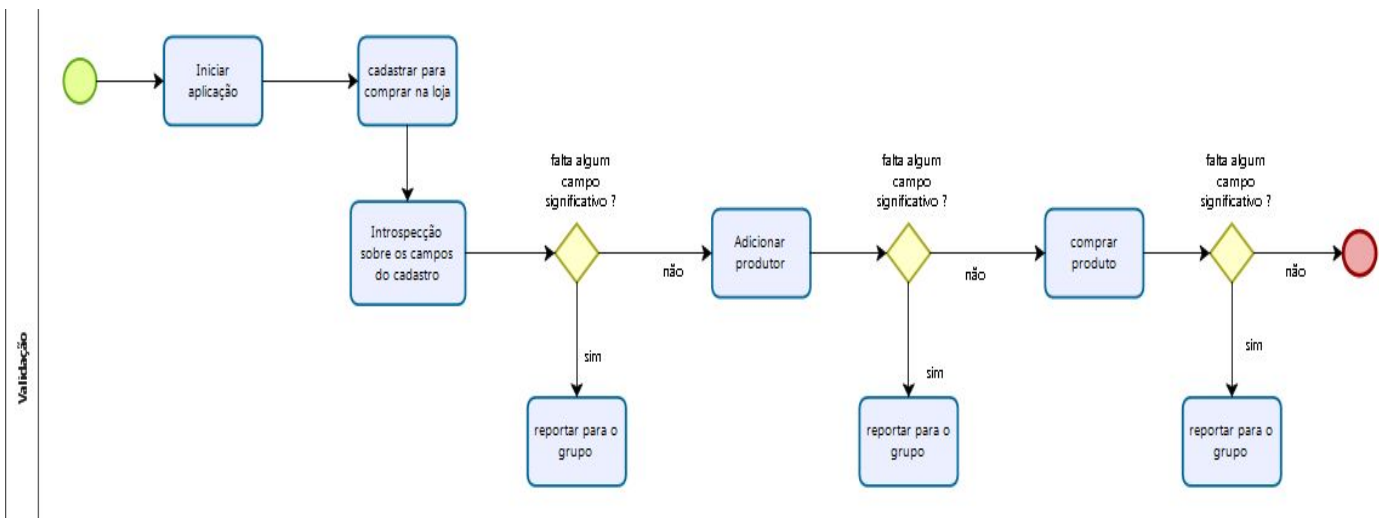 Validação
Iniciar
aplicação
cadastrar para
comprar na loja
Introspecção
sobre os campos
do cadastro
falta algum
campo
significativo ?
não
sim
reportar para o
grupo
Adicionar
produtor
falta algum
campo
significativo ?
não
sim
reportar para o
grupo
comprar
produto
falta algum
campo
significativo ?
não
sim
reportar para o
grupo